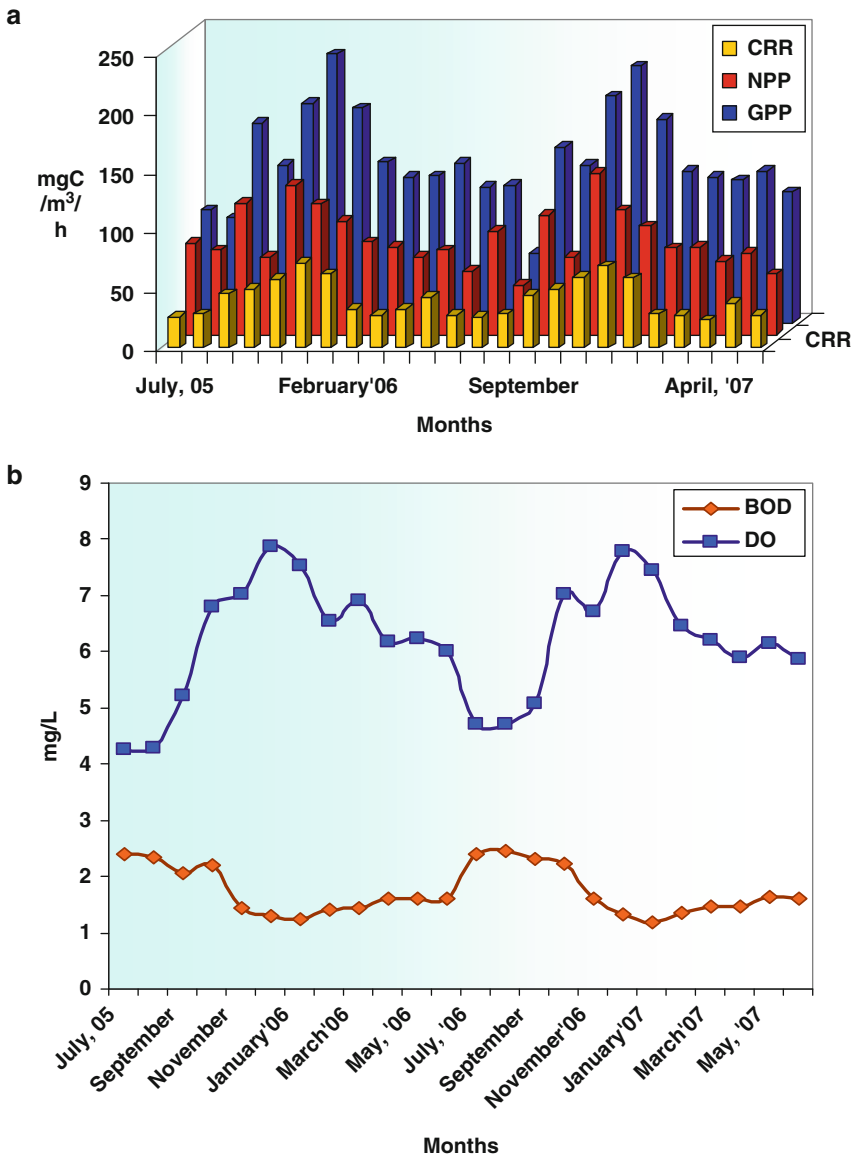 a
250
200
150
100
50
0
mgC
/m³/
h
CRR
NPP
GPP
CRR
July, 05
February'06
September
April, '07
Months
b
9
8
7
6
5
4
3
2
1
0
mg/L
BOD
DO
July, 05
September
November
January'06
March'06
May, '06
July, '06
September
November'06
January'07
March'07
May, '07
Months